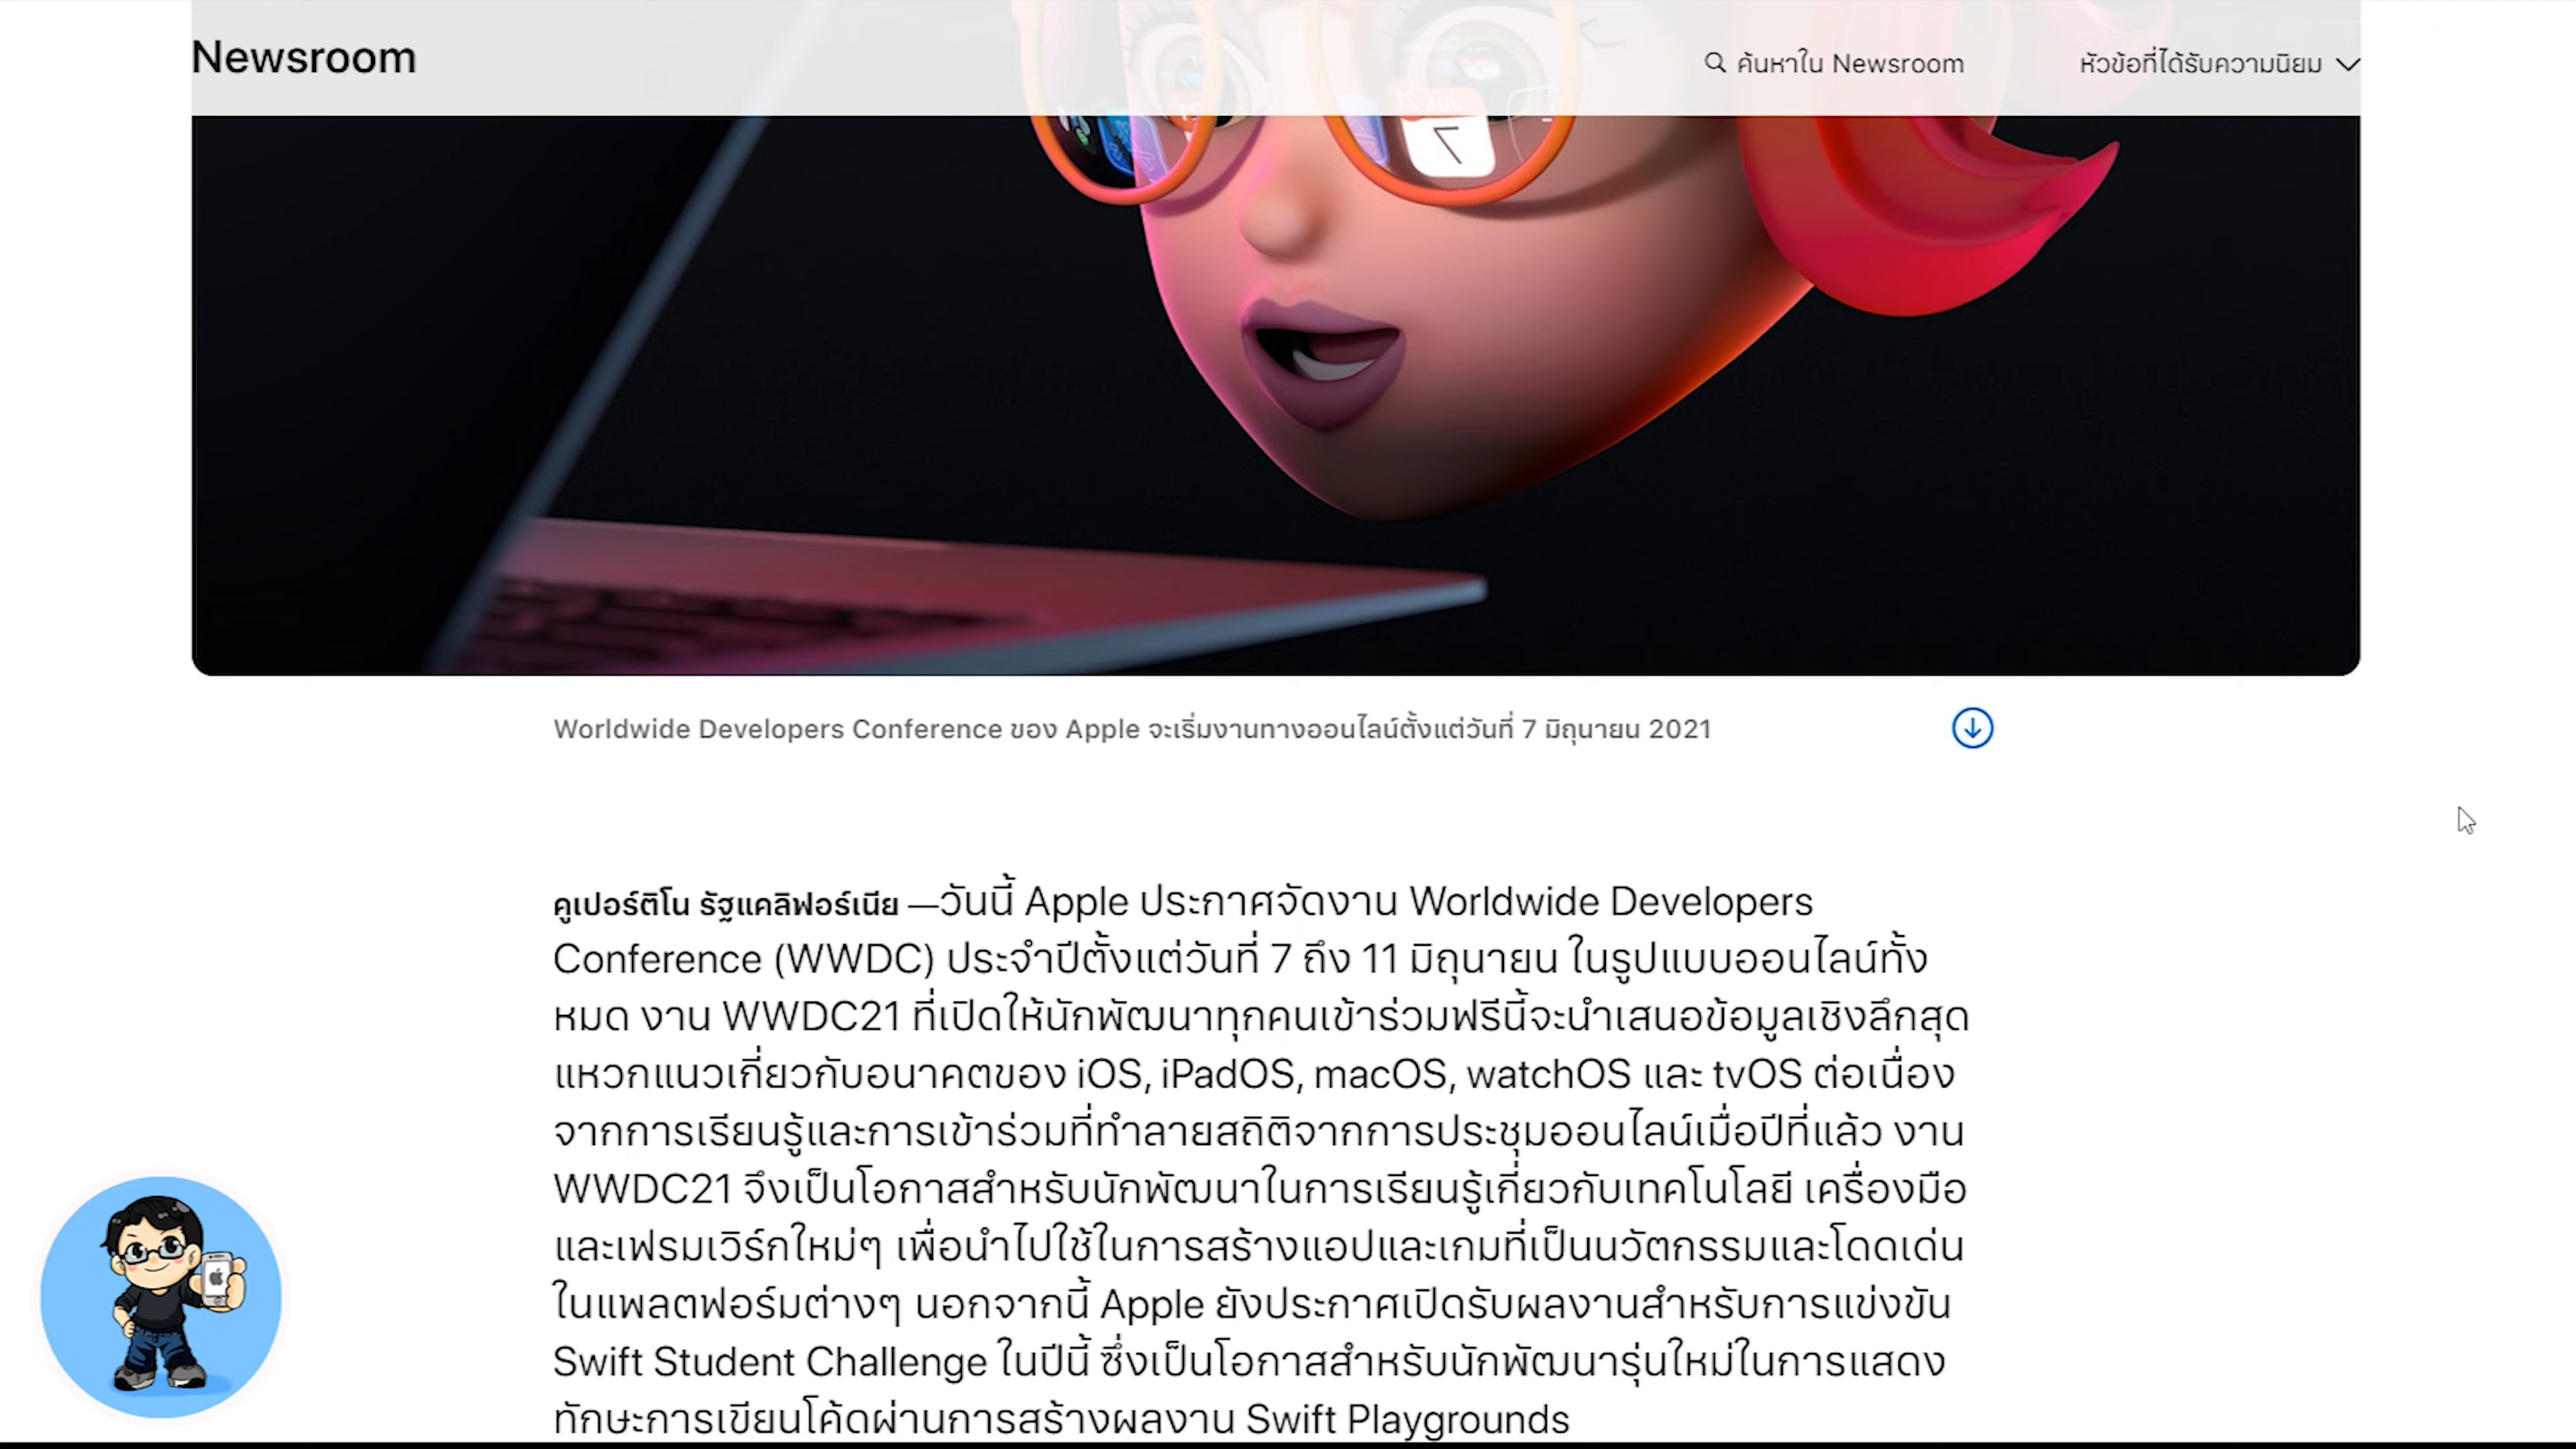 Newsroom
ค้นหาใน Newsroom
หัวข้อที่ได้รับความนิยม
7
Worldwide Developers Conference ของ Apple จะเริ่มงานทางออนไลน์ตั้งแต่วันที่ 7 มิถุนายน 2021
คูเปอร์ติโน รัฐแคลิฟอร์เนีย —วันนี้ Apple ประกาศจัดงาน Worldwide Developers
Conference (WWDC) ประจำปีตั้งแต่วันที่ 7 ถึง 11 มิถุนายน ในรูปแบบออนไลน์ทั้ง
หมด งาน WWDC21 ที่เปิดให้นักพัฒนาทุกคนเข้าร่วมฟรีนี้จะนำเสนอข้อมูลเชิงลึกสุด
แหวกแนวเกี่ยวกับอนาคตของ iOS, iPadOS, macOS, watchOS และ tvOS ต่อเนื่อง
จากการเรียนรู้และการเข้าร่วมที่ทำลายสถิติจากการประชุมออนไลน์เมื่อปีที่แล้ว งาน
WWDC21 จึงเป็นโอกาสสำหรับนักพัฒนาในการเรียนรู้เกี่ยวกับเทคโนโลยี เครื่องมือ
และเฟรมเวิร์กใหม่ๆ เพื่อนำไปใช้ในการสร้างแอปและเกมที่เป็นนวัตกรรมและโดดเด่น
ในแพลตฟอร์มต่างๆ นอกจากนี้ Apple ยังประกาศเปิดรับผลงานสำหรับการแข่งขัน
Swift Student Challenge ในปีนี้ ซึ่งเป็นโอกาสสำหรับนักพัฒนารุ่นใหม่ในการแสดง
ทักษะการเขียนโค้ดผ่านการสร้างผลงาน Swift Playgrounds